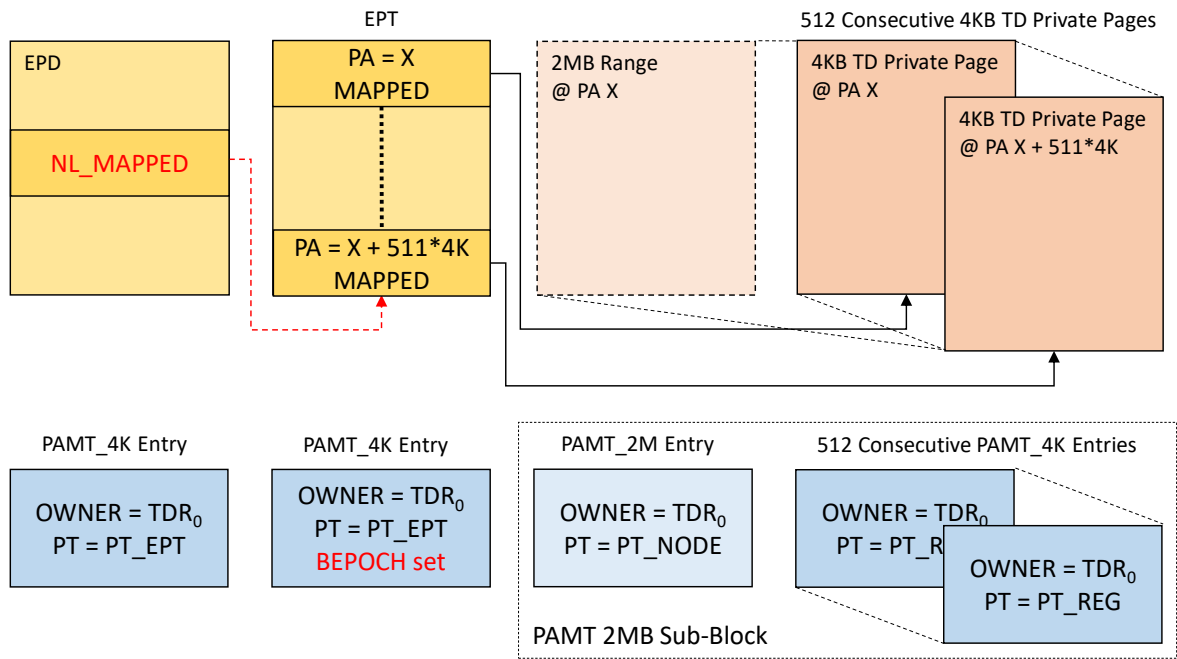 EPT
512 Consecutive 4KB TD Private Pages
EPD
NL_MAPPED
PA = X
MAPPED
PA = X + 511*4K
MAPPED
2MB Range
@ PA X
4KB TD Private Page
@ PA X
4KB TD Private Page
@ PA X + 511*4K
PAMT_4K Entry
OWNER = TDR₀
PT = PT_EPT
PAMT_4K Entry
OWNER = TDR₀
PT = PT_EPT
BEPOCH set
PAMT_2M Entry
OWNER = TDR₀
PT = PT_NODE
512 Consecutive PAMT_4K Entries
OWNER = TDR₀
PT = PT_R
OWNER = TDR₀
PT = PT_REG
PAMT 2MB Sub-Block